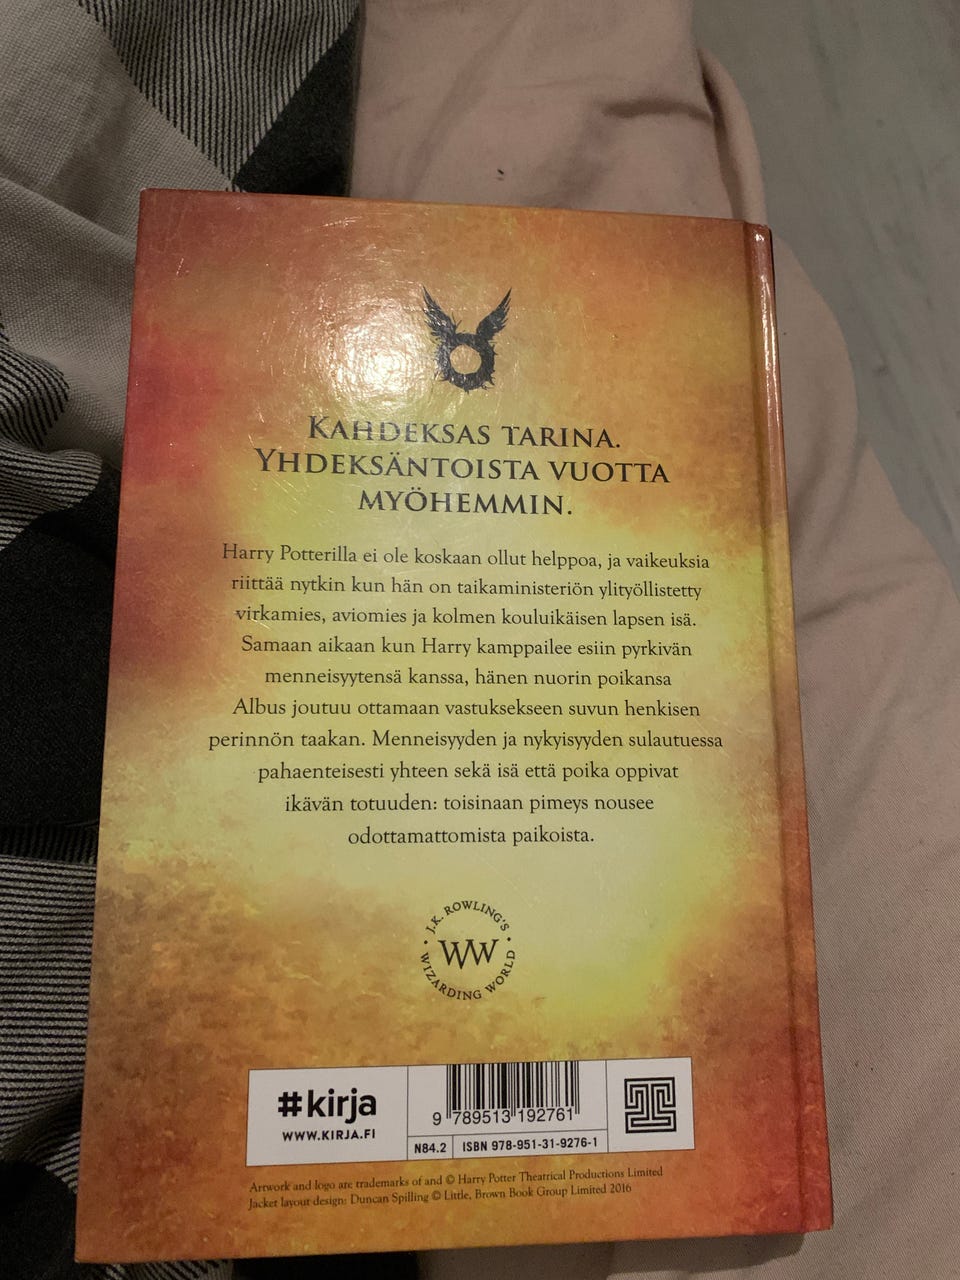 KAHDEKSAS TARINA.
YHDEKSÄNTOISTA VUOTTA
MYÖHEMMIN.
Harry Potterilla ei ole koskaan ollut helppoa, ja vaikeuksia
riittää nytkin kun hän on taikaministeriön ylityöllistetty
virkamies, aviomies ja kolmen kouluikäisen lapsen isä.
Samaan aikaan kun Harry kamppailee esiin pyrkivän
menneisyytensä kanssa, hänen nuorin poikansa
Albus joutuu ottamaan vastuksekseen suvun henkisen
perinnön taakan. Menneisyyden ja nykyisyyden sulautuessa
pahaenteisesti yhteen sekä isä että poika oppivat
ikävän totuuden: toisinaan pimeys nousee
odottamattomista paikoista.
J.K. ROWLING'S
WW
WIZARDING WORLD
#kirja
WWW.KIRJA.FI
9 789513 192761
N84.2
ISBN 978-951-31-9276-1
Artwork and logo are trademarks of and © Harry Potter Theatrical Productions Limited
Jacket layout design: Duncan Spilling © Little, Brown Book Group Limited 2016